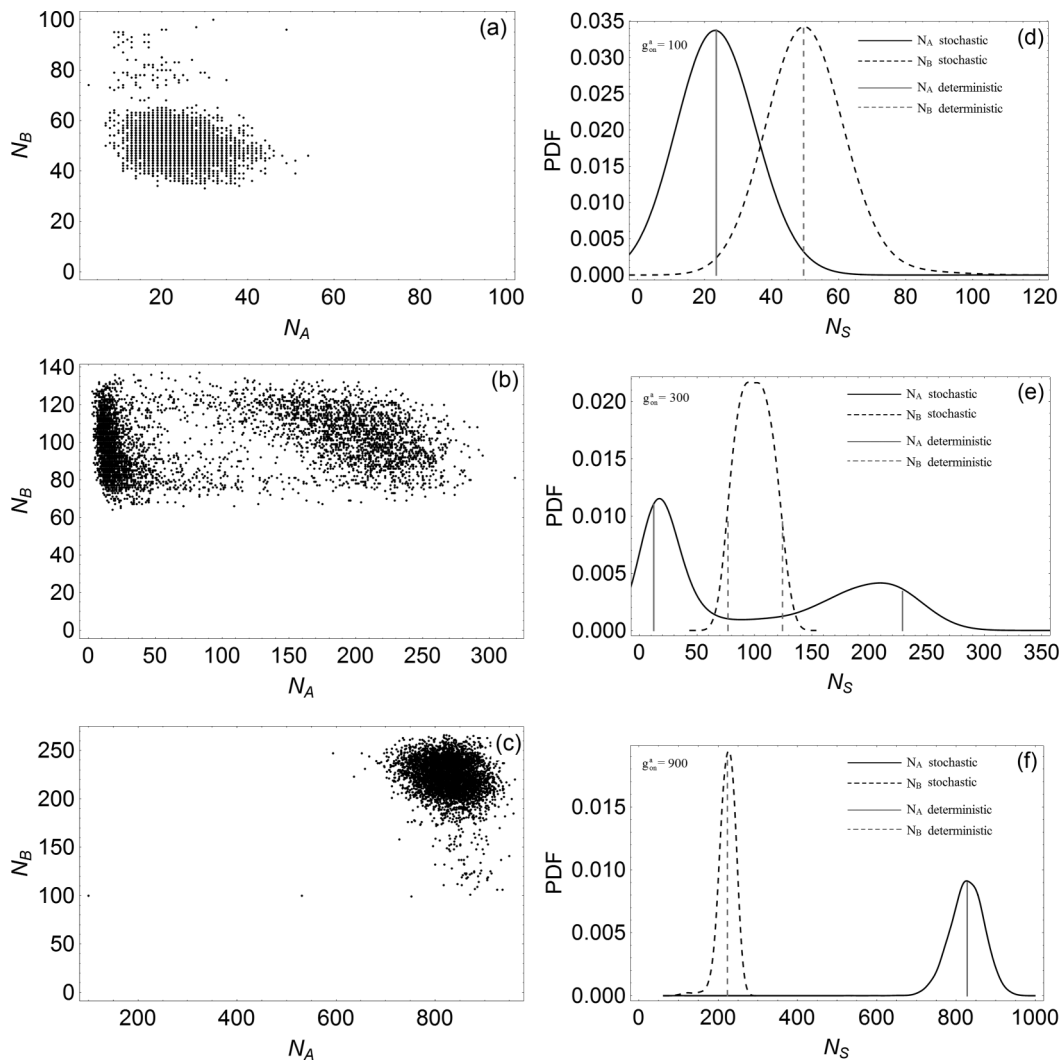 (a)
100
80
60
40
20
0
N_B
20 40 60 80 100
N_A
(d)
0.035
0.030
0.025
0.020
0.015
0.010
0.005
0.000
PDF
g^a_on = 100
N_A stochastic
N_B stochastic
N_A deterministic
N_B deterministic
0 20 40 60 80 100 120
N_S
(b)
140
120
100
80
60
40
20
0
N_B
0 50 100 150 200 250 300
N_A
(e)
0.020
0.015
0.010
0.005
0.000
PDF
g^a_on = 300
N_A stochastic
N_B stochastic
N_A deterministic
N_B deterministic
0 50 100 150 200 250 300 350
N_S
(c)
250
200
150
100
50
0
N_B
200 400 600 800
N_A
(f)
0.015
0.010
0.005
0.000
PDF
g^a_on = 900
N_A stochastic
N_B stochastic
N_A deterministic
N_B deterministic
0 200 400 600 800 1000
N_S